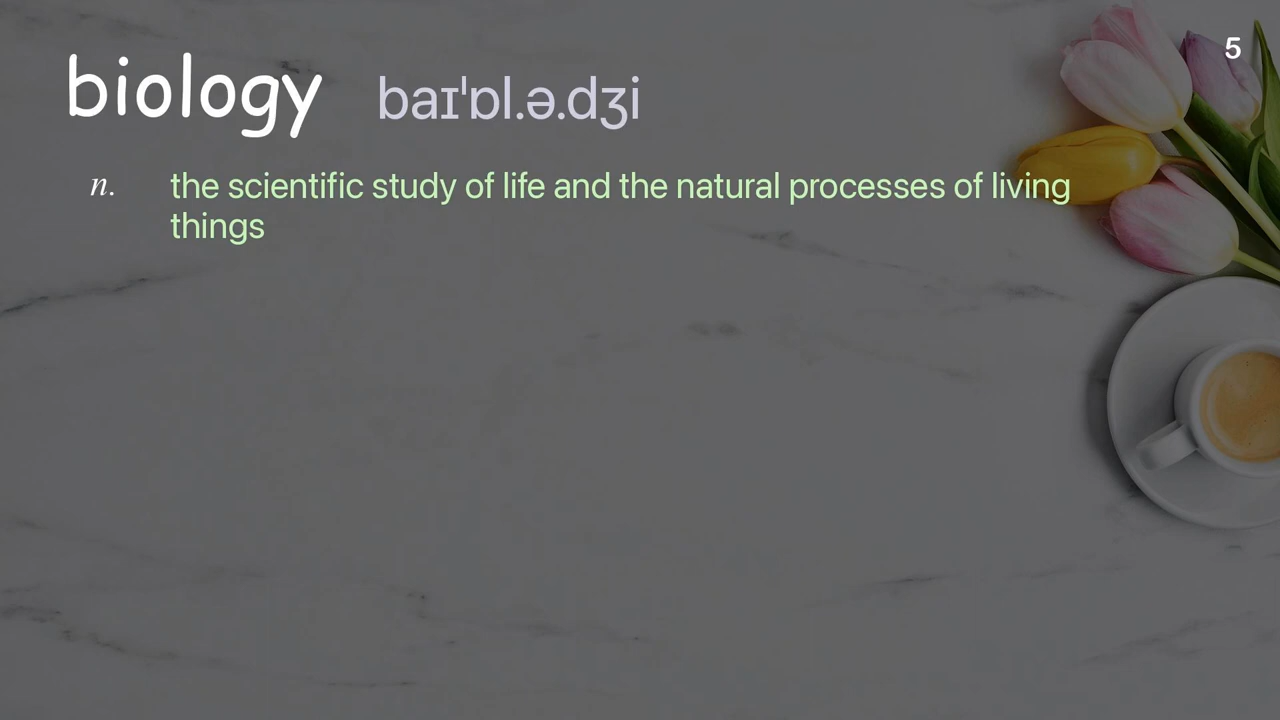 5
biology baɪˈɒl.ə.dʒi
n. the scientific study of life and the natural processes of living
things